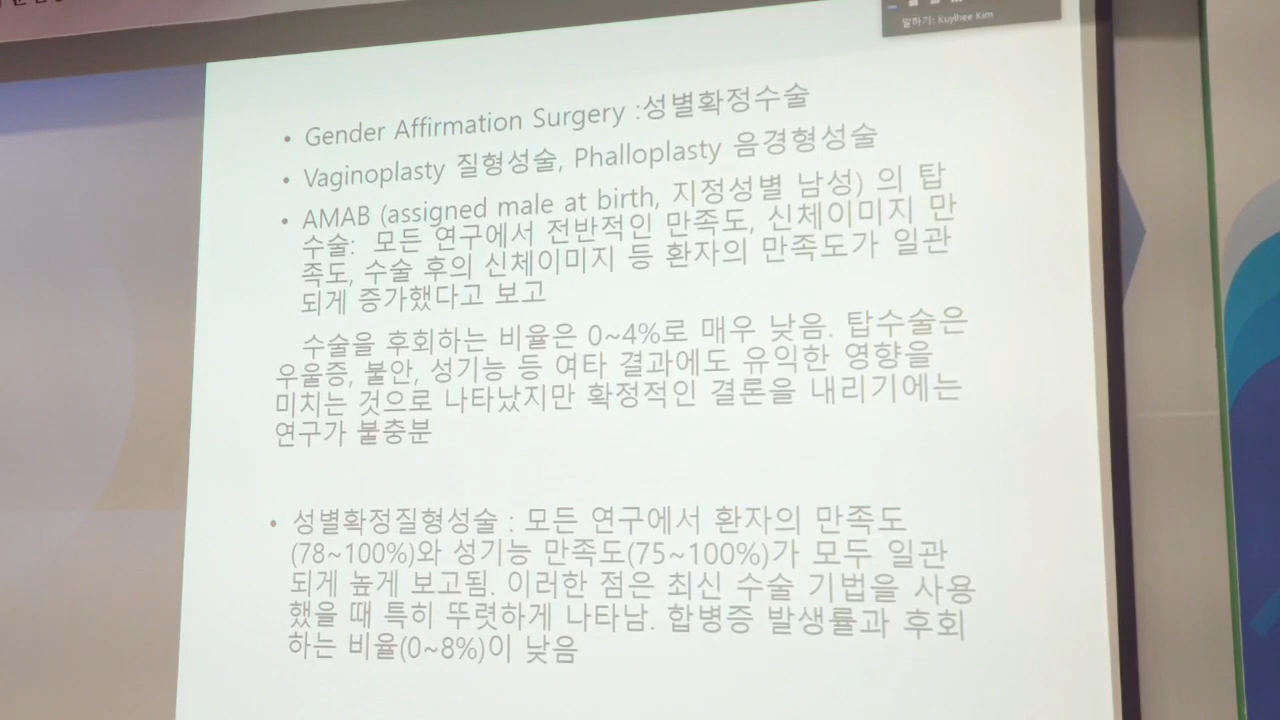 말하기: Kuylhee Kim
• Gender Affirmation Surgery :성별확정수술
• Vaginoplasty 질형성술, Phalloplasty 음경형성술
• AMAB (assigned male at birth, 지정성별 남성) 의 탑
수술: 모든 연구에서 전반적인 만족도, 신체이미지 만
족도, 수술 후의 신체이미지 등 환자의 만족도가 일관
되게 증가했다고 보고
수술을 후회하는 비율은 0~4%로 매우 낮음. 탑수술은
우울증, 불안, 성기능 등 여타 결과에도 유익한 영향을
미치는 것으로 나타났지만 확정적인 결론을 내리기에는
연구가 불충분
• 성별확정질형성술 : 모든 연구에서 환자의 만족도
(78~100%)와 성기능 만족도(75~100%)가 모두 일관
되게 높게 보고됨. 이러한 점은 최신 수술 기법을 사용
했을 때 특히 뚜렷하게 나타남. 합병증 발생률과 후회
하는 비율(0~8%)이 낮음